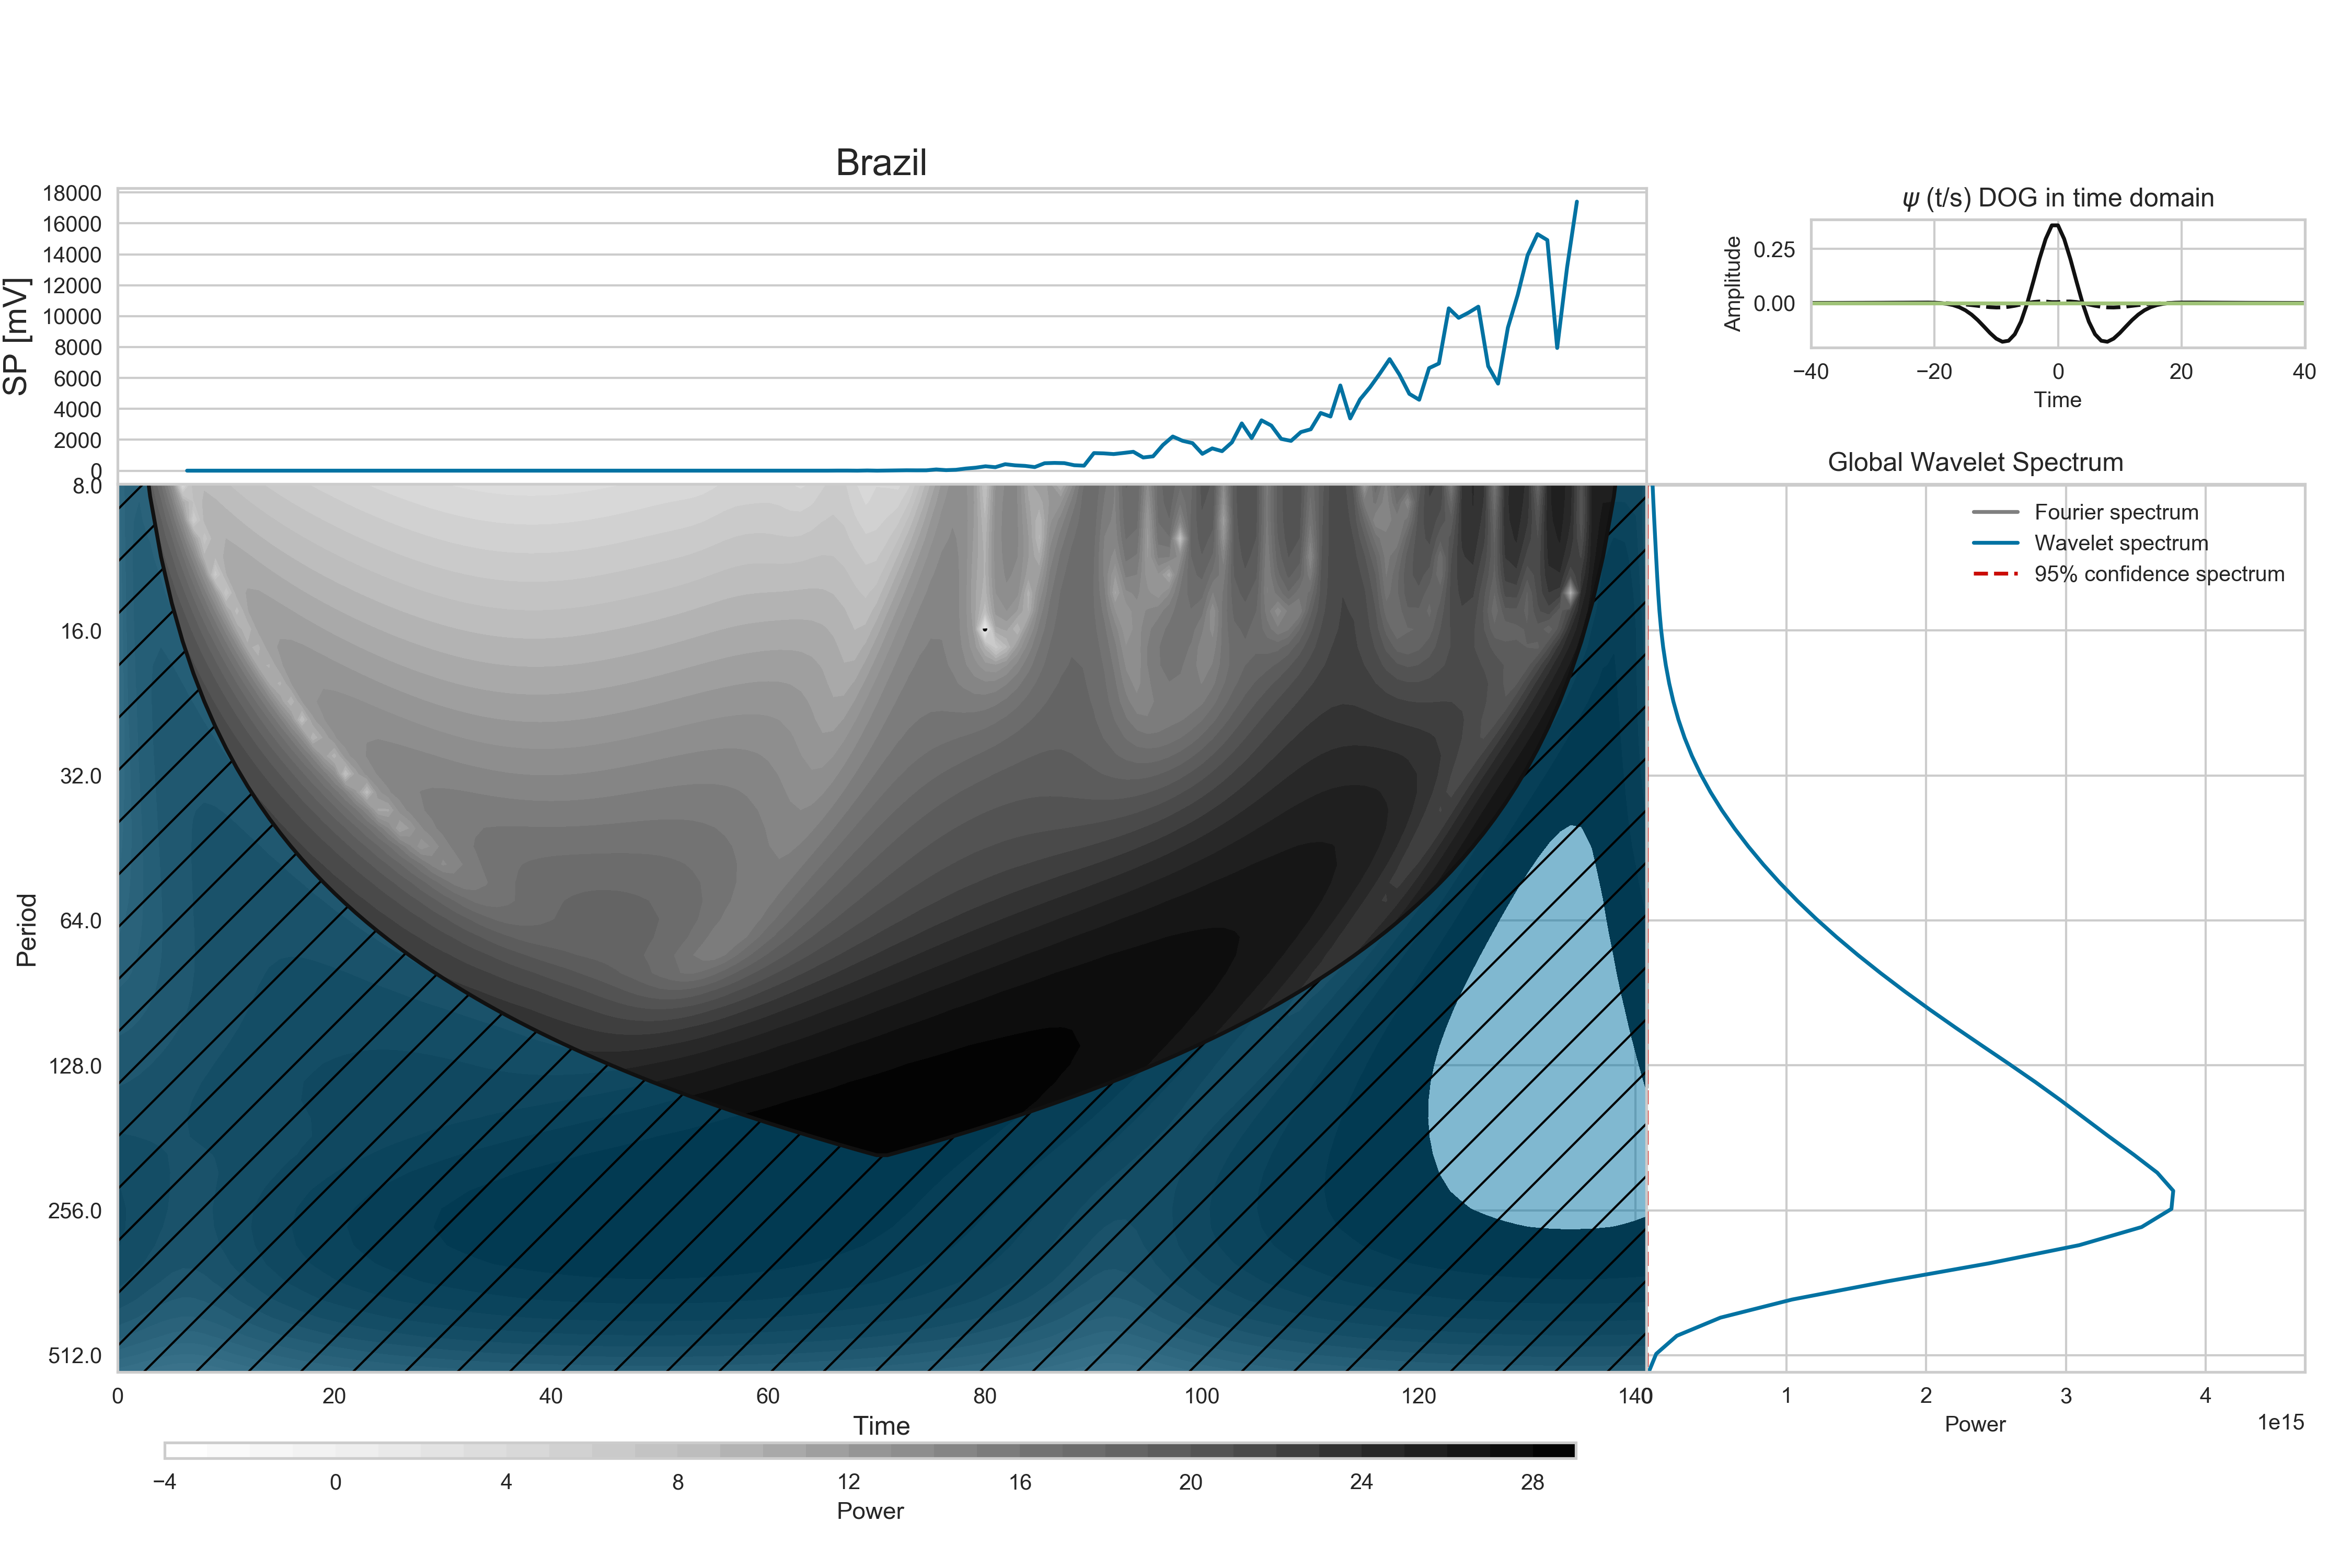 Brazil
SP [mV]
18000
16000
14000
12000
10000
8000
6000
4000
2000
0
ψ (t/s) DOG in time domain
Amplitude
0.25
0.00
−40 −20 0 20 40
Time
Period
8.0
16.0
32.0
64.0
128.0
256.0
512.0
0 20 40 60 80 100 120 140
Time
Global Wavelet Spectrum
Fourier spectrum
Wavelet spectrum
95% confidence spectrum
0 1 2 3 4
1e15
Power
−4 0 4 8 12 16 20 24 28
Power